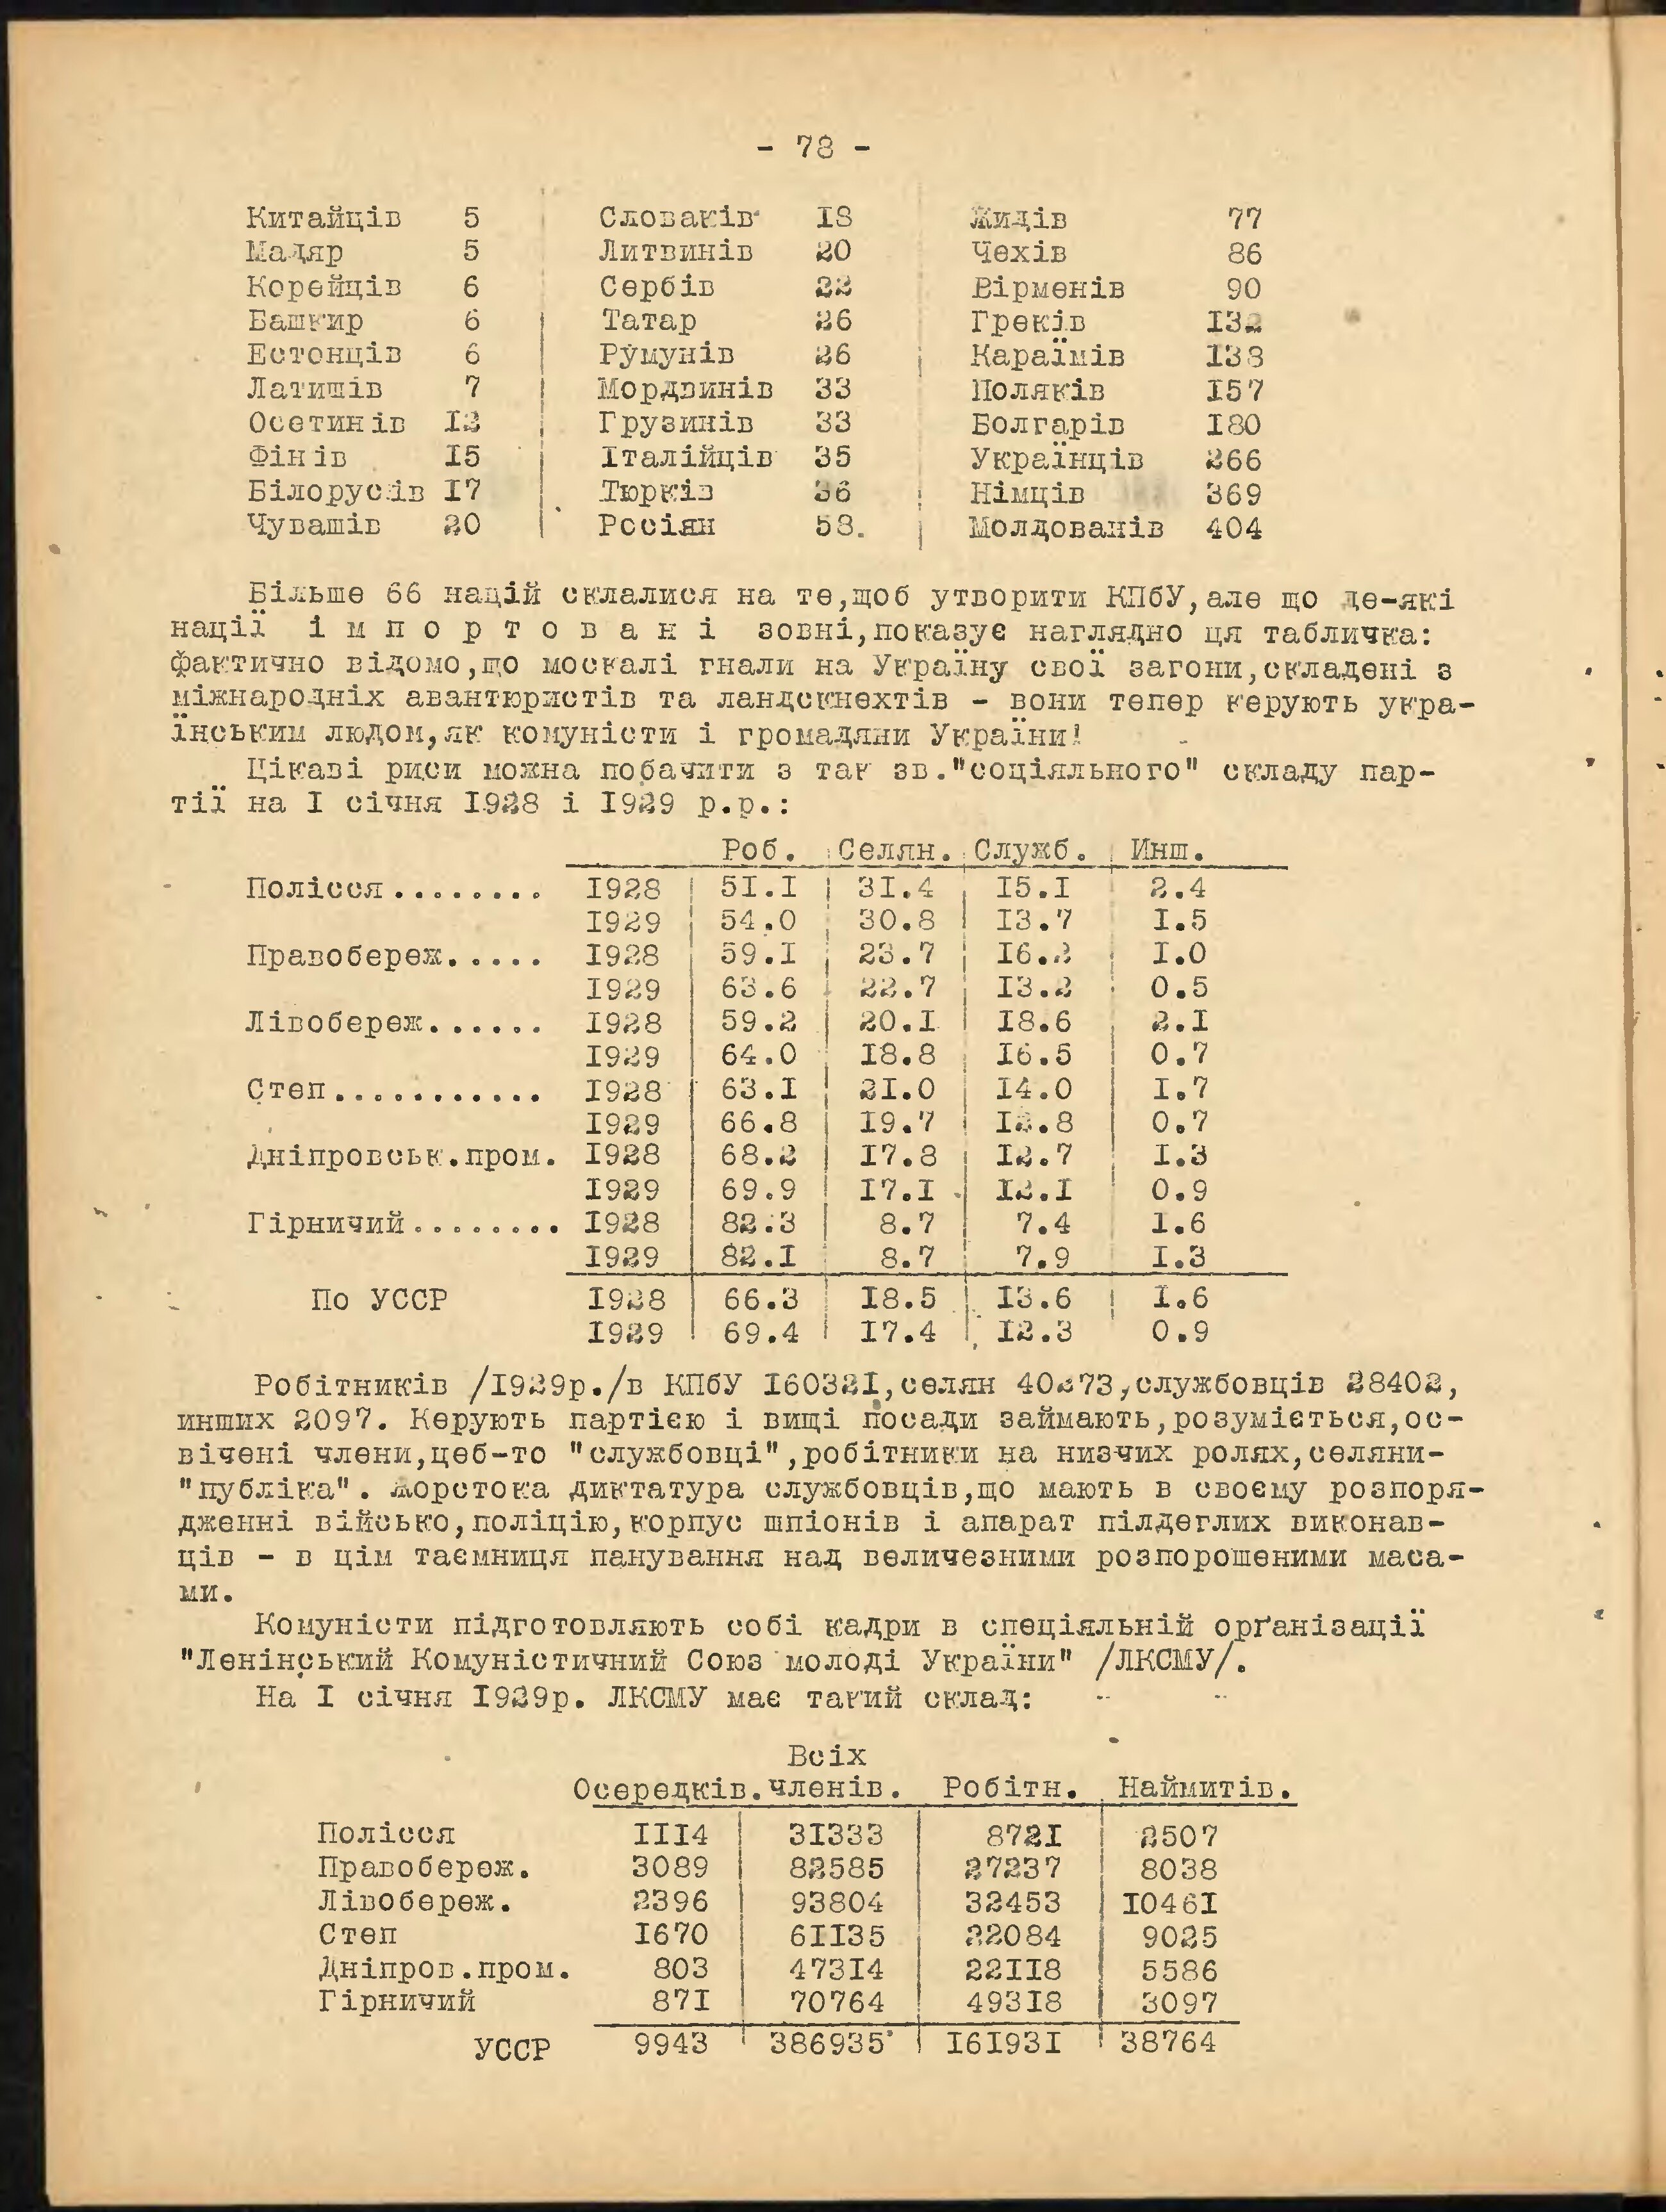 - 78 -
Китайців 5 Словаків 18 Жидів 77
Мадяр 5 Литвинів 20 Чехів 86
Корейців 6 Сербів 22 Вірменів 90
Башкир 6 Татар 26 Греків 132
Естонців 6 Румунів 26 Караїмів 138
Латишів 7 Мордвинів 33 Поляків 157
Осетинів 12 Грузинів 33 Болгарів 180
Фінів 15 Італійців 35 Українців 266
Білорусів 17 Тюрків 36 Німців 369
Чувашів 20 Росіян 58. Молдованів 404
Більше 66 націй склалися на те,щоб утворити КПбУ,але що де-які
нації і м п о р т о в а н і зовні,показує наглядно ця табличка:
фактично відомо,що москалі гнали на Україну свої загони,складені з
міжнародніх авантюристів та ландскнехтів - вони тепер керують укра-
їнським людом,як комуністи і громадяни України!
Цікаві риси можна побачити з так зв."соціяльного" складу пар-
тії на I січня 1928 і 1929 р.р.:
Роб. Селян. Служб. Инш.
Полісся........ 1928 51.1 31.4 15.1 2.4
1929 54.0 30.8 13.7 1.5
Правобереж..... 1928 59.1 23.7 16.2 1.0
1929 63.6 22.7 13.2 0.5
Лівобереж...... 1928 59.2 20.1 18.6 2.1
1929 64.0 18.8 16.5 0.7
Степ........... 1928 63.1 21.0 14.0 1.7
1929 66.8 19.7 12.8 0.7
Дніпровськ.пром. 1928 68.2 17.8 12.7 1.3
1929 69.9 17.1 12.1 0.9
Гірничий........ 1928 82.3 8.7 7.4 1.6
1929 82.1 8.7 7.9 1.3
По УССР 1928 66.3 18.5 13.6 1.6
1929 69.4 17.4 12.3 0.9
Робітників /1929р./в КПбУ 160321,селян 40273,службовців 28402,
инших 2097. Керують партією і вищі посади займають,розуміється,ос-
вічені члени,цеб-то "службовці",робітники на низчих ролях,селяни-
"публіка". Жорстока диктатура службовців,що мають в своєму розпоря-
дженні військо,поліцію,корпус шпіонів і апарат пілдеглих виконав-
ців - в цім таємниця панування над величезними розпорошеними маса-
ми.
Комуністи підготовляють собі кадри в спеціяльній орґанізації
"Ленінський Комуністичний Союз молоді України" /ЛКСМУ/.
На I січня 1929р. ЛКСМУ має такий склад:
Всіх
Осередків. членів. Робітн. Наймитів.
Полісся 1114 31333 8721 2507
Правобереж. 3089 82585 27237 8038
Лівобереж. 2396 93804 32453 10461
Степ 1670 61135 22084 9025
Дніпров.пром. 803 47314 22118 5586
Гірничий 871 70764 49318 3097
УССР 9943 386935 161931 38764